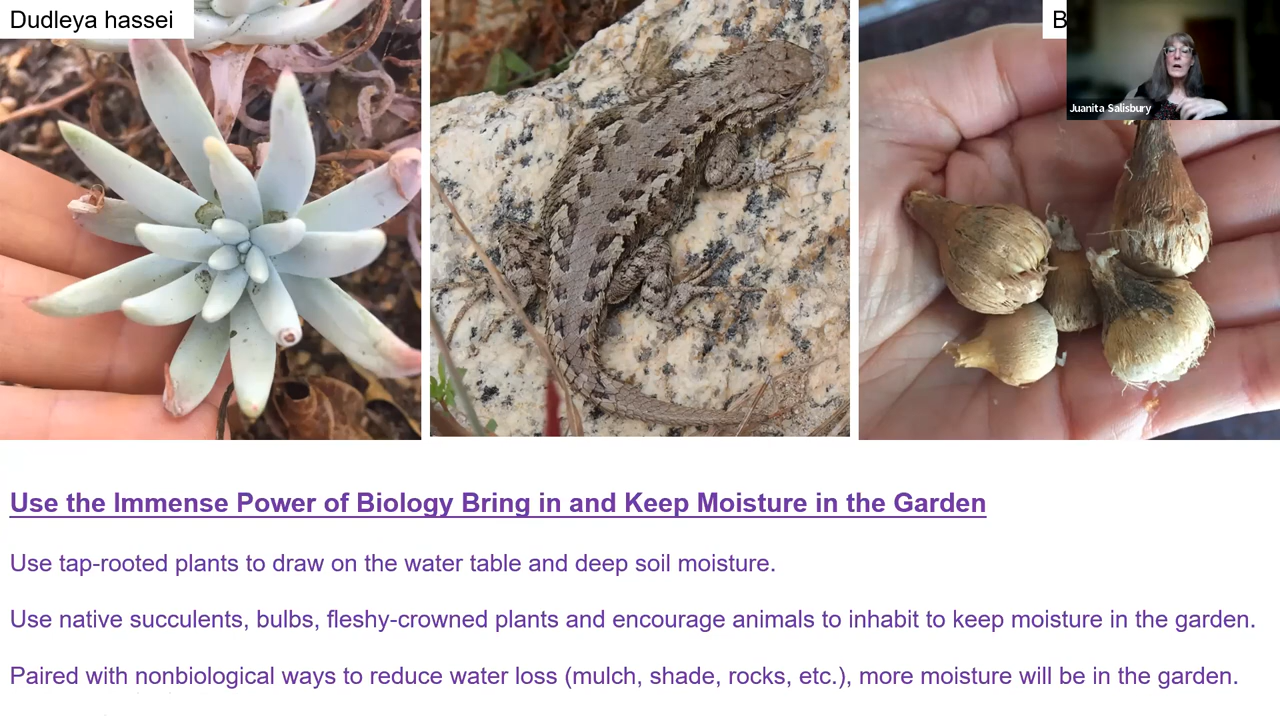 Dudleya hassei
B
Juanita Salisbury
Use the Immense Power of Biology Bring in and Keep Moisture in the Garden
Use tap-rooted plants to draw on the water table and deep soil moisture.
Use native succulents, bulbs, fleshy-crowned plants and encourage animals to inhabit to keep moisture in the garden.
Paired with nonbiological ways to reduce water loss (mulch, shade, rocks, etc.), more moisture will be in the garden.